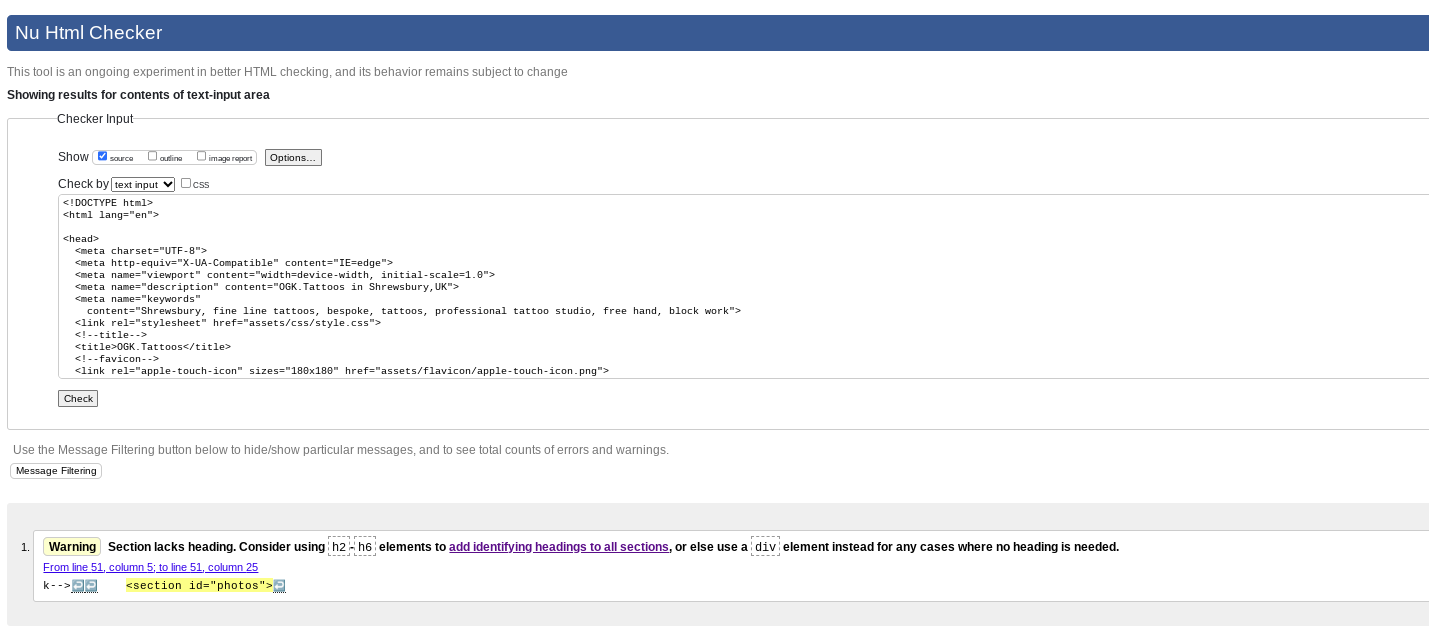 Nu Html Checker
This tool is an ongoing experiment in better HTML checking, and its behavior remains subject to change
Showing results for contents of text-input area
Checker Input
Show source outline image report Options...
Check by text input css
<!DOCTYPE html>
<html lang="en">
<head>
<meta charset="UTF-8">
<meta http-equiv="X-UA-Compatible" content="IE=edge">
<meta name="viewport" content="width=device-width, initial-scale=1.0">
<meta name="description" content="OGK.Tattoos in Shrewsbury,UK">
<meta name="keywords"
content="Shrewsbury, fine line tattoos, bespoke, tattoos, professional tattoo studio, free hand, block work">
<link rel="stylesheet" href="assets/css/style.css">
<!--title-->
<title>OGK.Tattoos</title>
<!--favicon-->
<link rel="apple-touch-icon" sizes="180x180" href="assets/flavicon/apple-touch-icon.png">
Check
Use the Message Filtering button below to hide/show particular messages, and to see total counts of errors and warnings.
Message Filtering
1. Warning Section lacks heading. Consider using h2-h6 elements to add identifying headings to all sections, or else use a div element instead for any cases where no heading is needed.
From line 51, column 5; to line 51, column 25
k-->↩↩ <section id="photos">↩